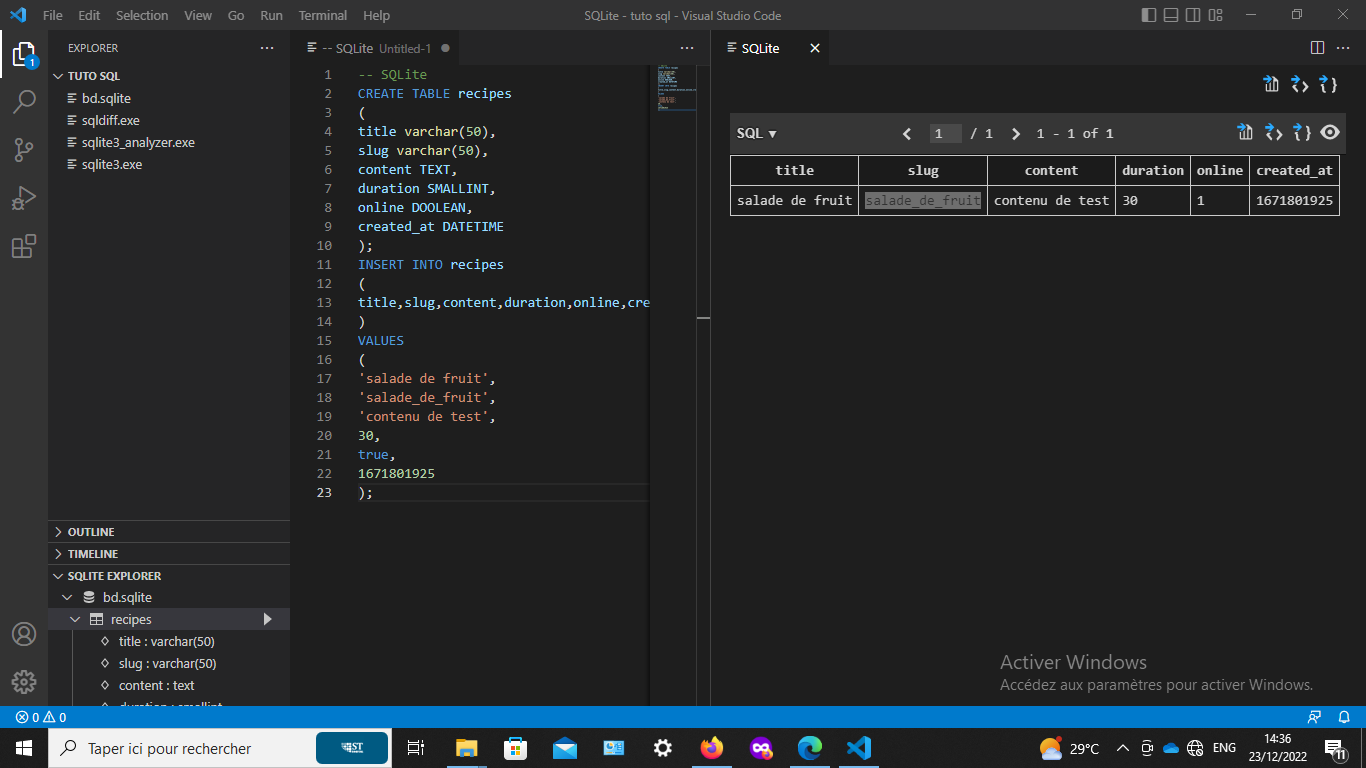 File Edit Selection View Go Run Terminal Help SQLite - tuto sql - Visual Studio Code
EXPLORER
TUTO SQL
bd.sqlite
sqldiff.exe
sqlite3_analyzer.exe
sqlite3.exe
OUTLINE
TIMELINE
SQLITE EXPLORER
bd.sqlite
recipes
title : varchar(50)
slug : varchar(50)
content : text
duration : smallint
-- SQLite Untitled-1
1 -- SQLite
2 CREATE TABLE recipes
3 (
4 title varchar(50),
5 slug varchar(50),
6 content TEXT,
7 duration SMALLINT,
8 online DOOLEAN,
9 created_at DATETIME
10 );
11 INSERT INTO recipes
12 (
13 title,slug,content,duration,online,cre
14 )
15 VALUES
16 (
17 'salade de fruit',
18 'salade_de_fruit',
19 'contenu de test',
20 30,
21 true,
22 1671801925
23 );
SQLite
SQL 1 / 1 1 - 1 of 1
title slug content duration online created_at
salade de fruit salade_de_fruit contenu de test 30 1 1671801925
Activer Windows
Accédez aux paramètres pour activer Windows.
1
0 0
Taper ici pour rechercher
29°C ENG 14:36
23/12/2022
11